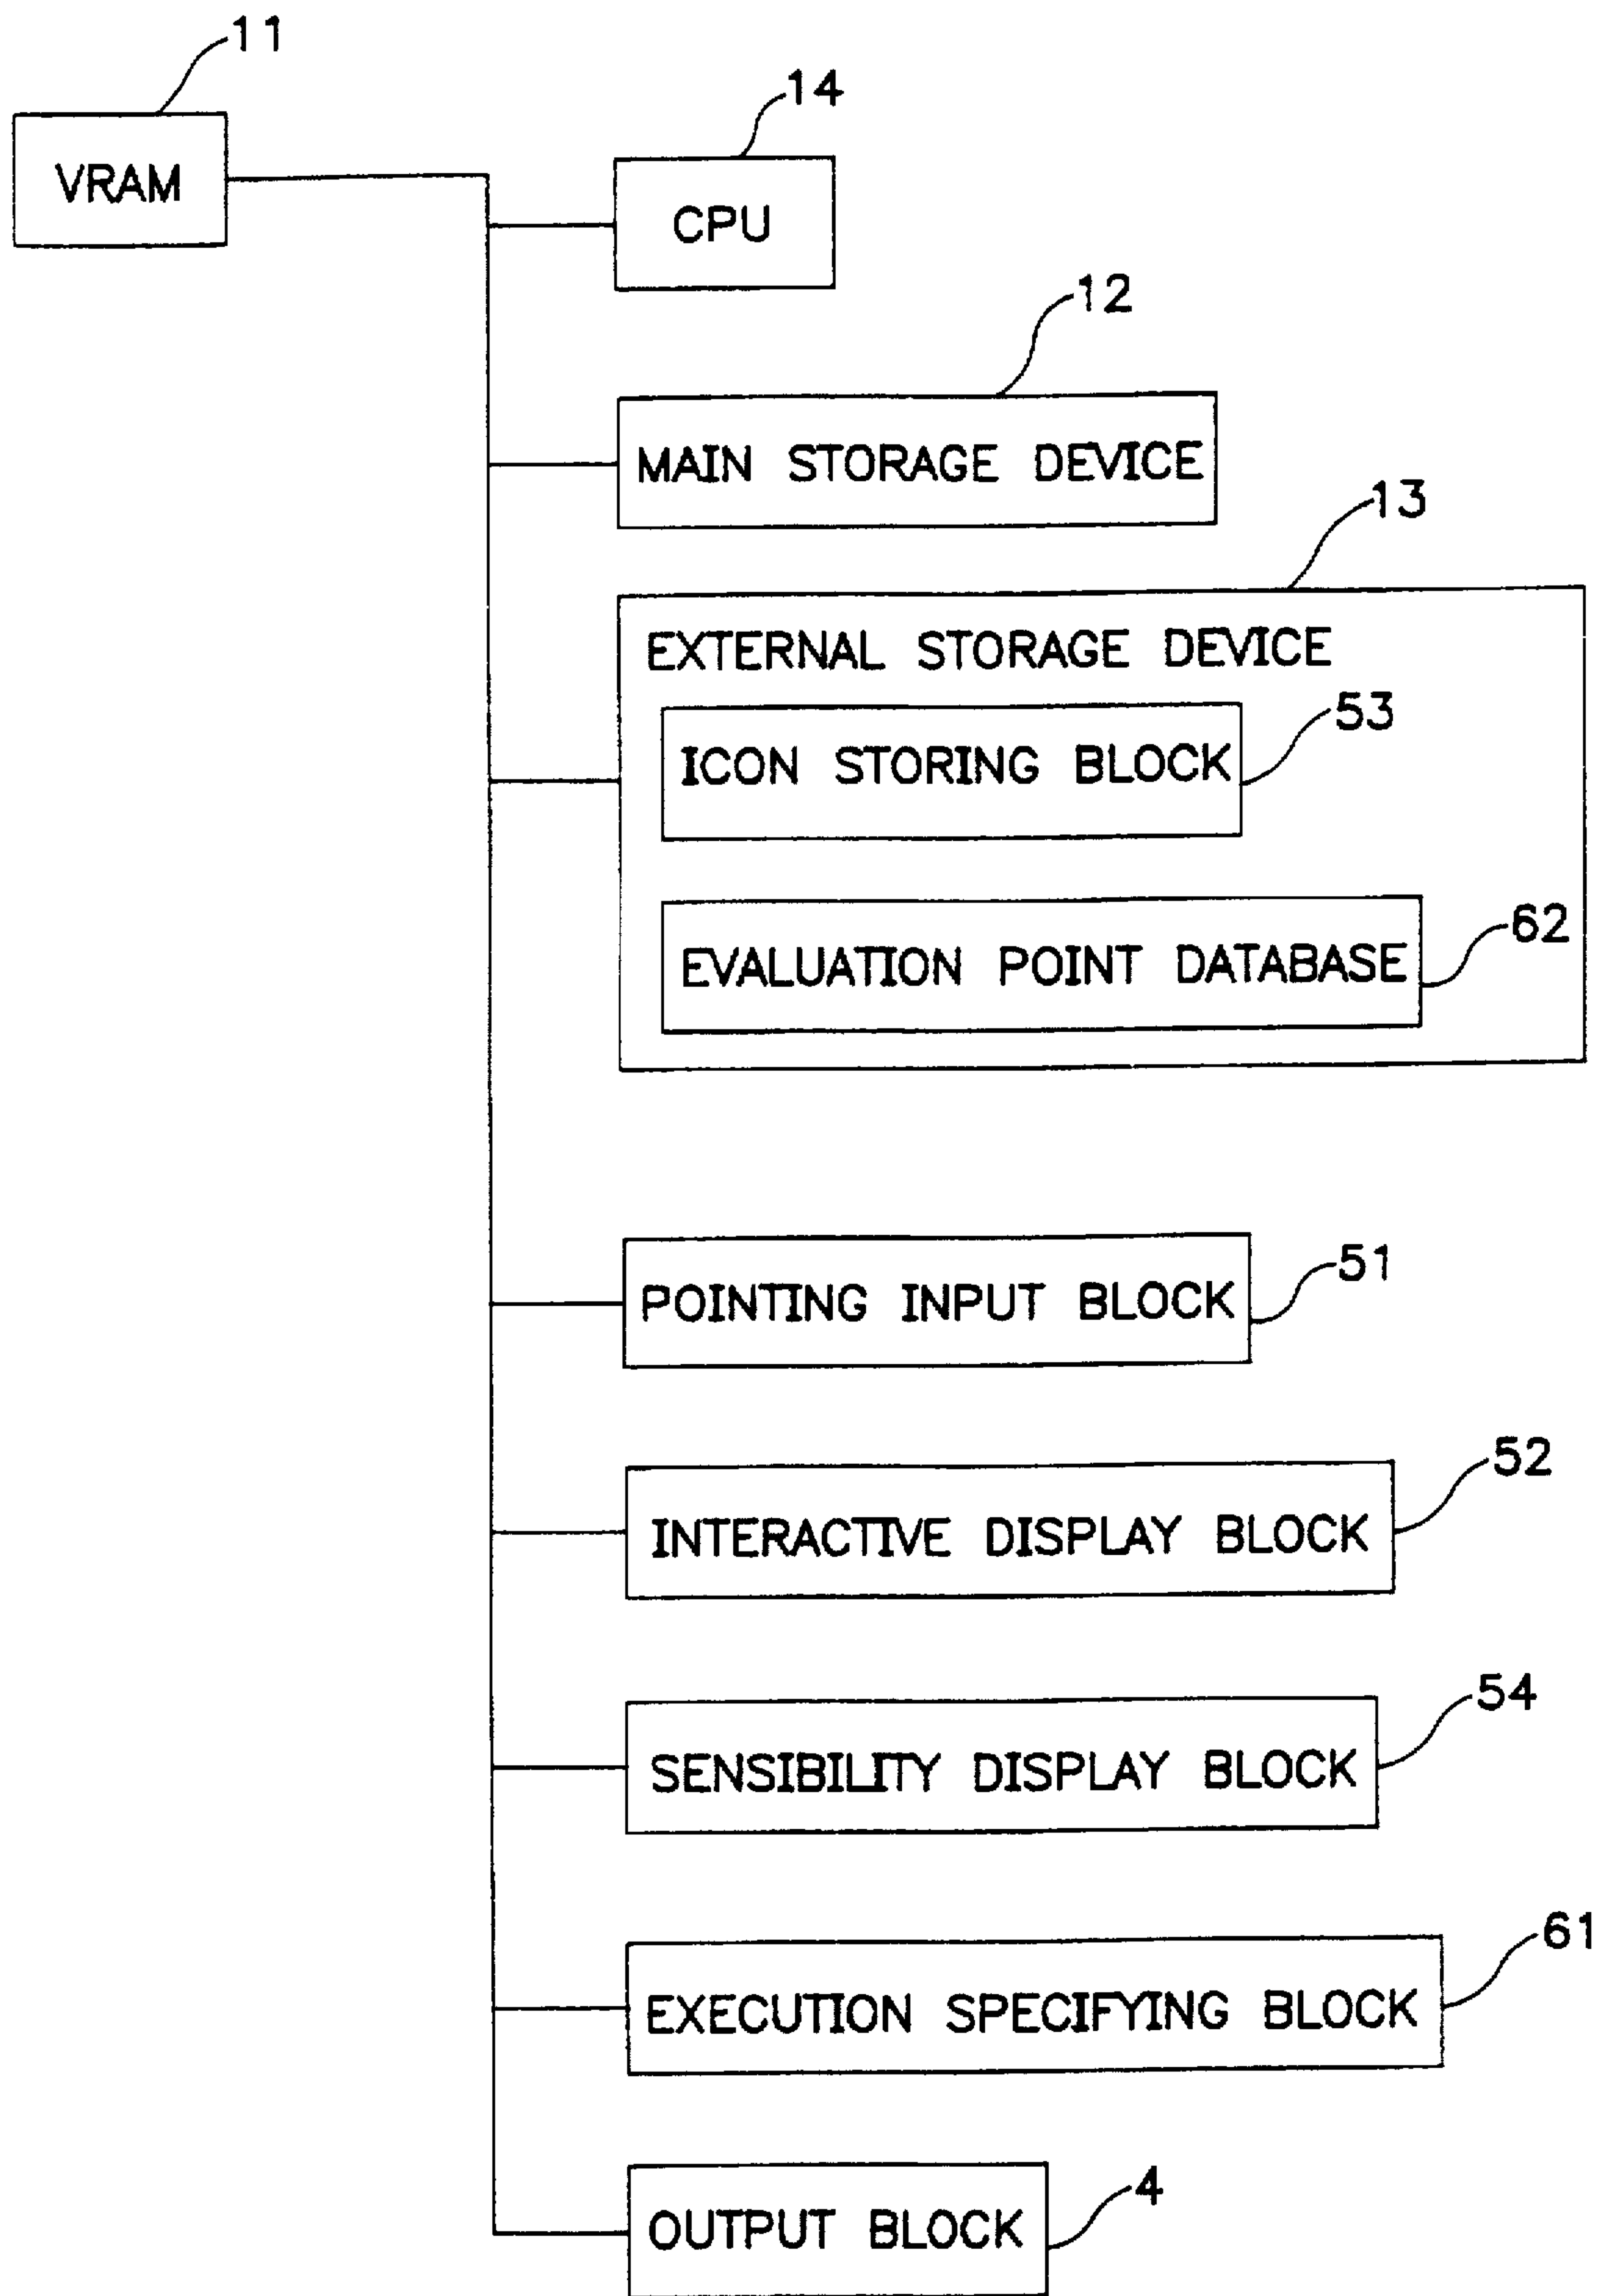 11
VRAM
14
CPU
12
MAIN STORAGE DEVICE
13
EXTERNAL STORAGE DEVICE
53
ICON STORING BLOCK
62
EVALUATION POINT DATABASE
51
POINTING INPUT BLOCK
52
INTERACTIVE DISPLAY BLOCK
54
SENSIBILITY DISPLAY BLOCK
61
EXECUTION SPECIFYING BLOCK
4
OUTPUT BLOCK